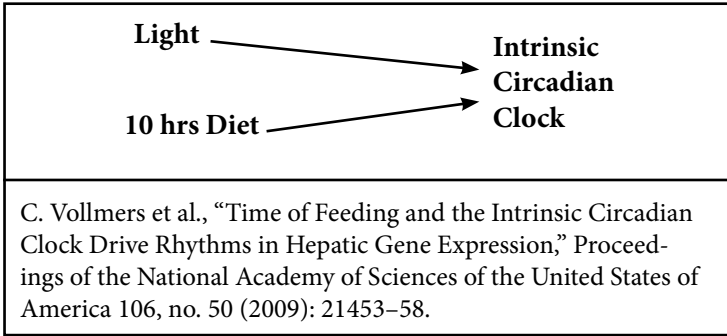 Light
10 hrs Diet
Intrinsic
Circadian
Clock
C. Vollmers et al., “Time of Feeding and the Intrinsic Circadian
Clock Drive Rhythms in Hepatic Gene Expression,” Proceed-
ings of the National Academy of Sciences of the United States of
America 106, no. 50 (2009): 21453–58.